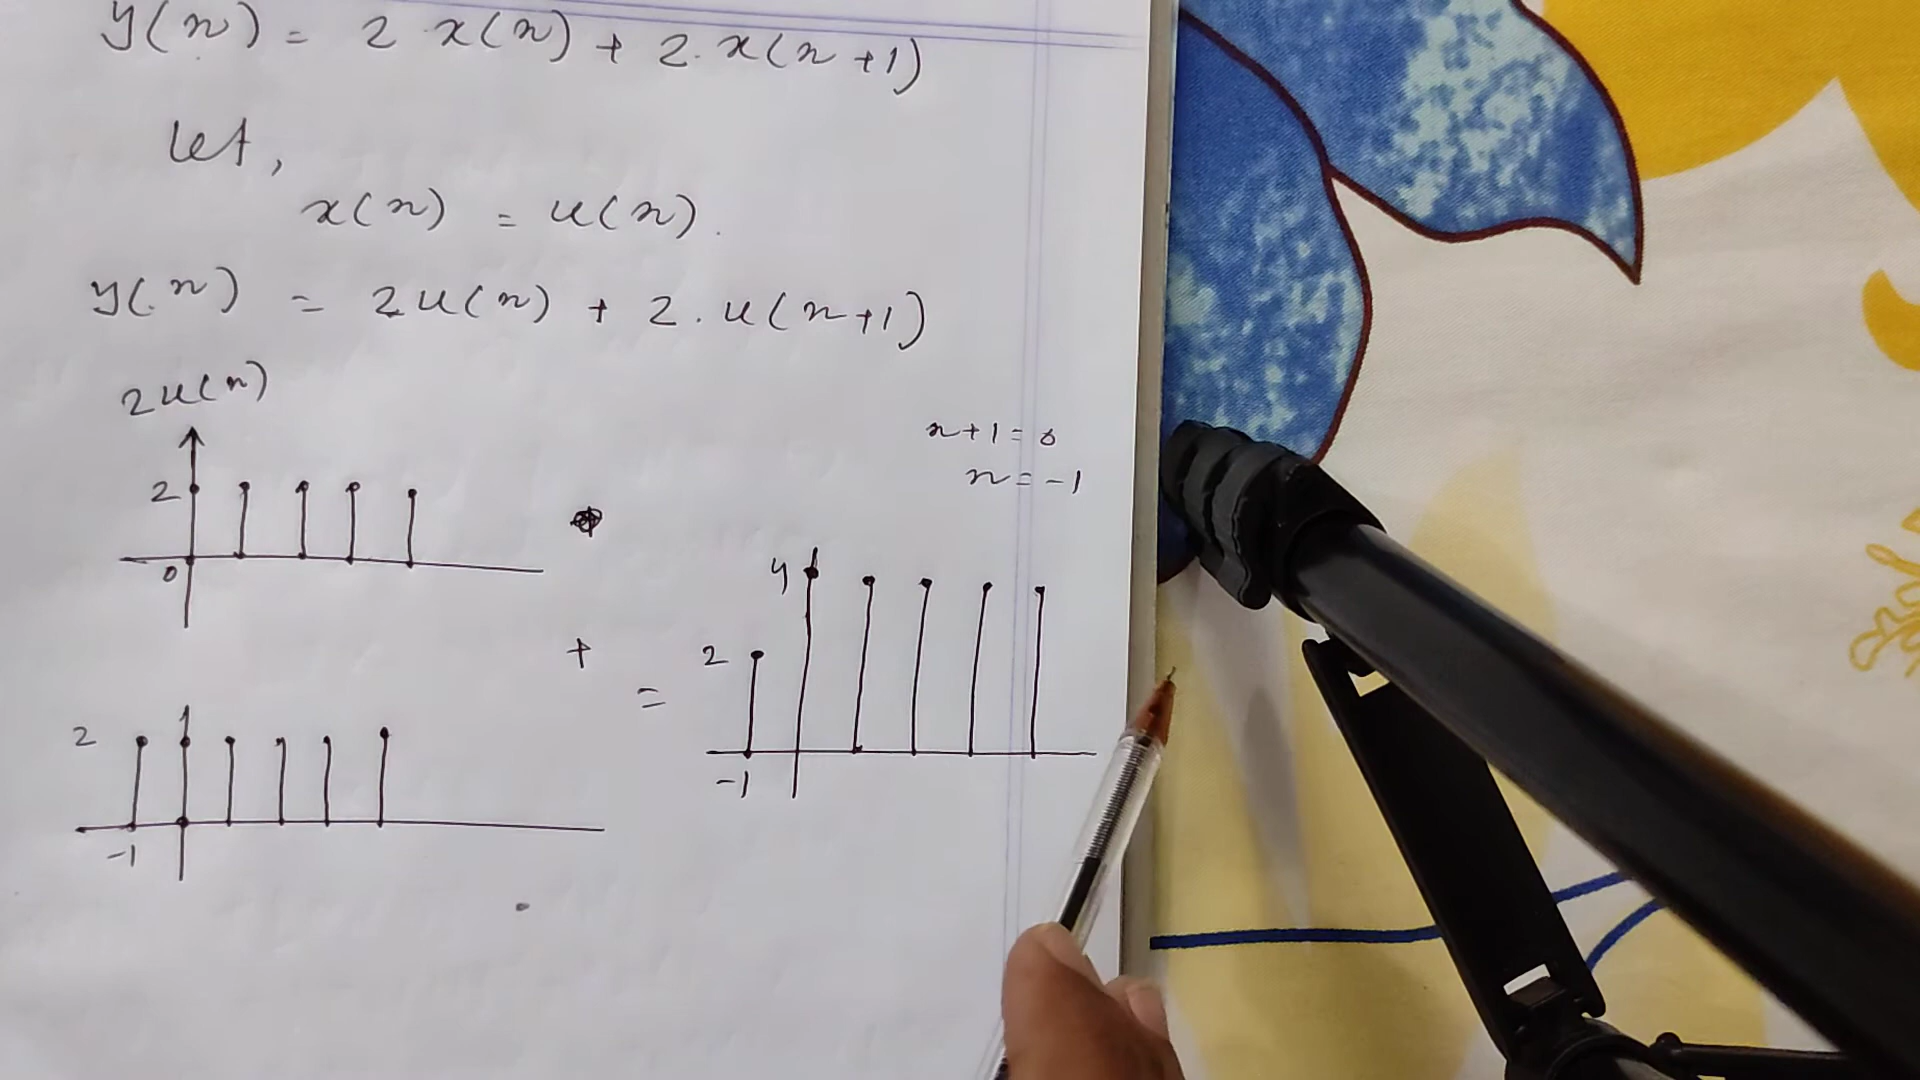 y(n) = 2 x(n) + 2. x(n+1)
let,
x(n) = u(n).
y(n) = 2u(n) + 2. u(n+1)
2u(n)
n+1 = 0
n = -1
2
0
4
+
2
=
-1
2
-1